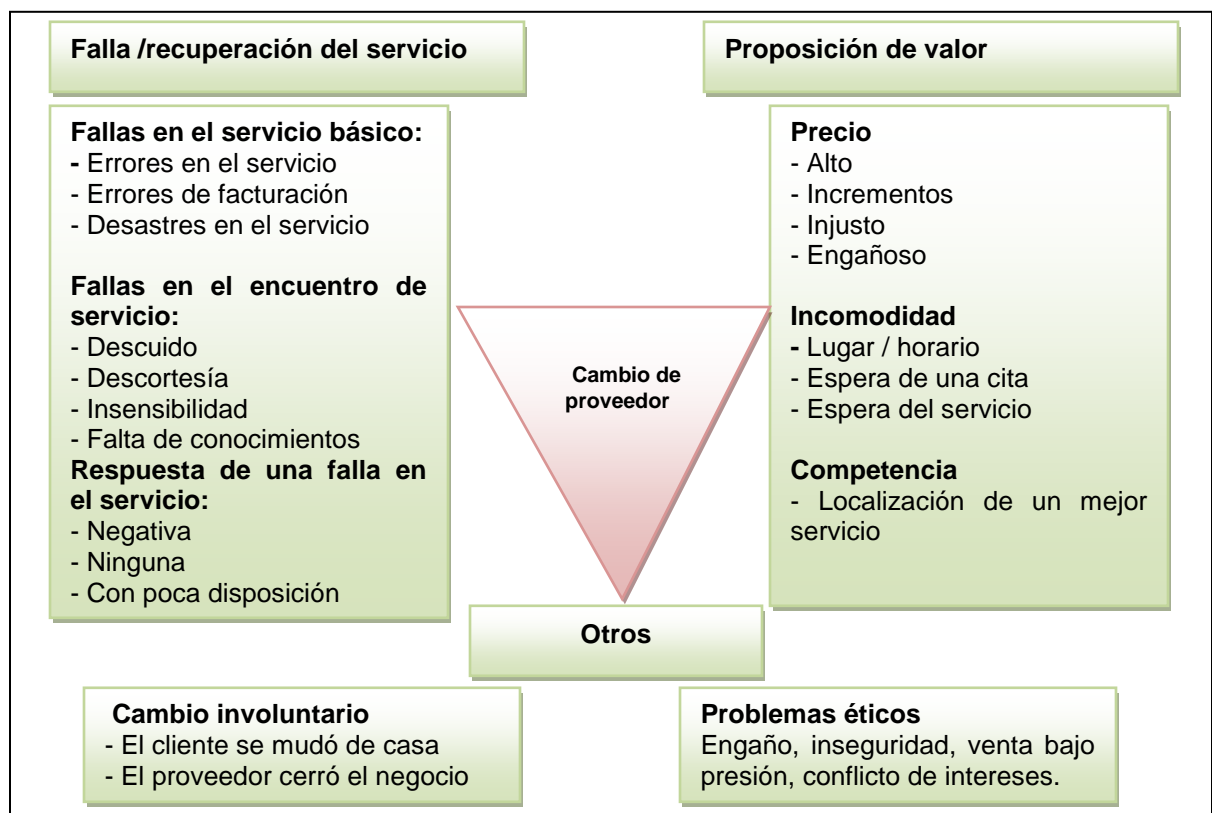 Falla /recuperación del servicio
Fallas en el servicio básico:
- Errores en el servicio
- Errores de facturación
- Desastres en el servicio
Fallas en el encuentro de
servicio:
- Descuido
- Descortesía
- Insensibilidad
- Falta de conocimientos
Respuesta de una falla en
el servicio:
- Negativa
- Ninguna
- Con poca disposición
Proposición de valor
Precio
- Alto
- Incrementos
- Injusto
- Engañoso
Incomodidad
- Lugar / horario
- Espera de una cita
- Espera del servicio
Competencia
- Localización de un mejor
servicio
Cambio de
proveedor
Otros
Cambio involuntario
- El cliente se mudó de casa
- El proveedor cerró el negocio
Problemas éticos
Engaño, inseguridad, venta bajo
presión, conflicto de intereses.